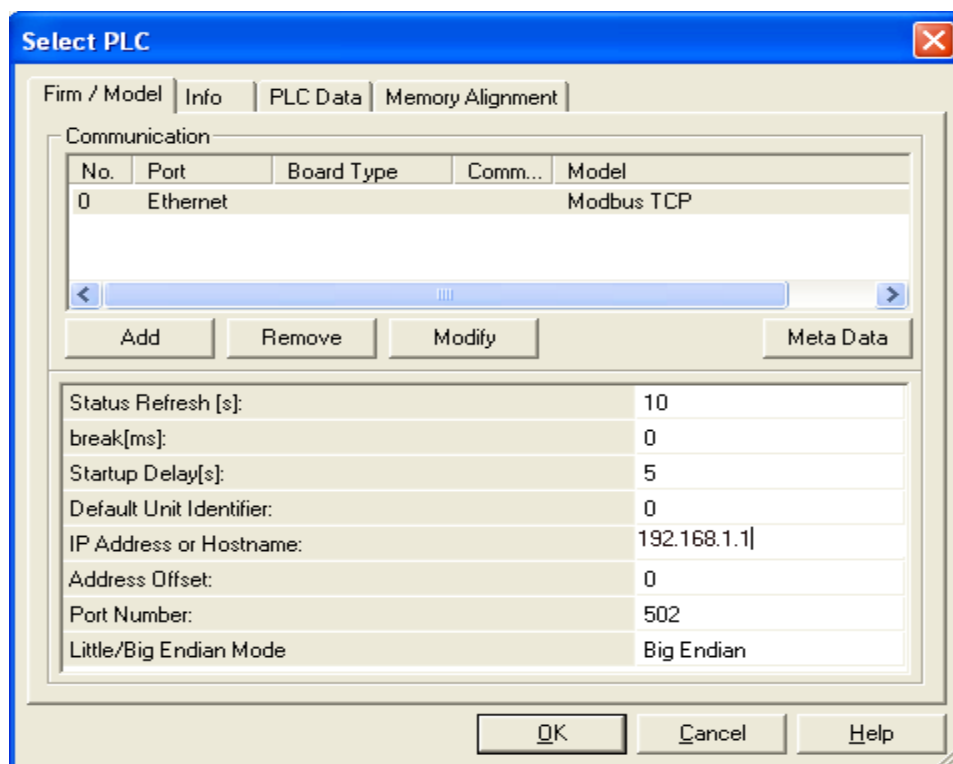 Select PLC
Firm / Model Info PLC Data Memory Alignment
Communication
No. Port Board Type Comm... Model
0 Ethernet Modbus TCP
Add Remove Modify Meta Data
Status Refresh [s]: 10
break[ms]: 0
Startup Delay[s]: 5
Default Unit Identifier: 0
IP Address or Hostname: 192.168.1.1
Address Offset: 0
Port Number: 502
Little/Big Endian Mode Big Endian
OK Cancel Help